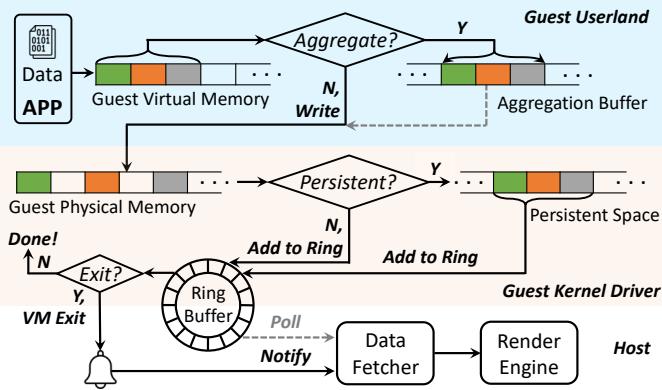 Guest Userland
011
0101
001
Data
APP
Aggregate?
Y
Guest Virtual Memory
N,
Write
Aggregation Buffer
Guest Physical Memory
Persistent?
Y
Persistent Space
N,
Add to Ring
Add to Ring
Done!
N
Exit?
Y,
VM Exit
Ring
Buffer
Guest Kernel Driver
Poll
Notify
Data
Fetcher
Render
Engine
Host